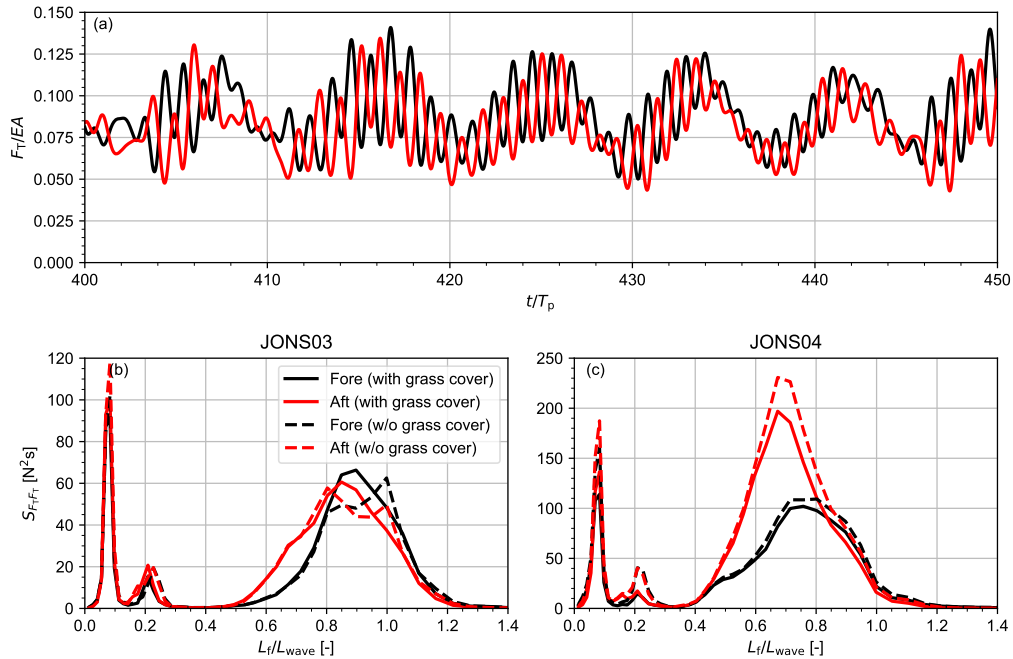 (a)
0.150
0.125
0.100
0.075
0.050
0.025
0.000
F_T/EA
400 410 420 430 440 450
t/T_p
JONS03
(b)
120
100
80
60
40
20
0
S_{F_T F_T} [N²s]
Fore (with grass cover)
Aft (with grass cover)
Fore (w/o grass cover)
Aft (w/o grass cover)
0.0 0.2 0.4 0.6 0.8 1.0 1.2 1.4
L_f/L_wave [-]
JONS04
(c)
250
200
150
100
50
0
0.0 0.2 0.4 0.6 0.8 1.0 1.2 1.4
L_f/L_wave [-]